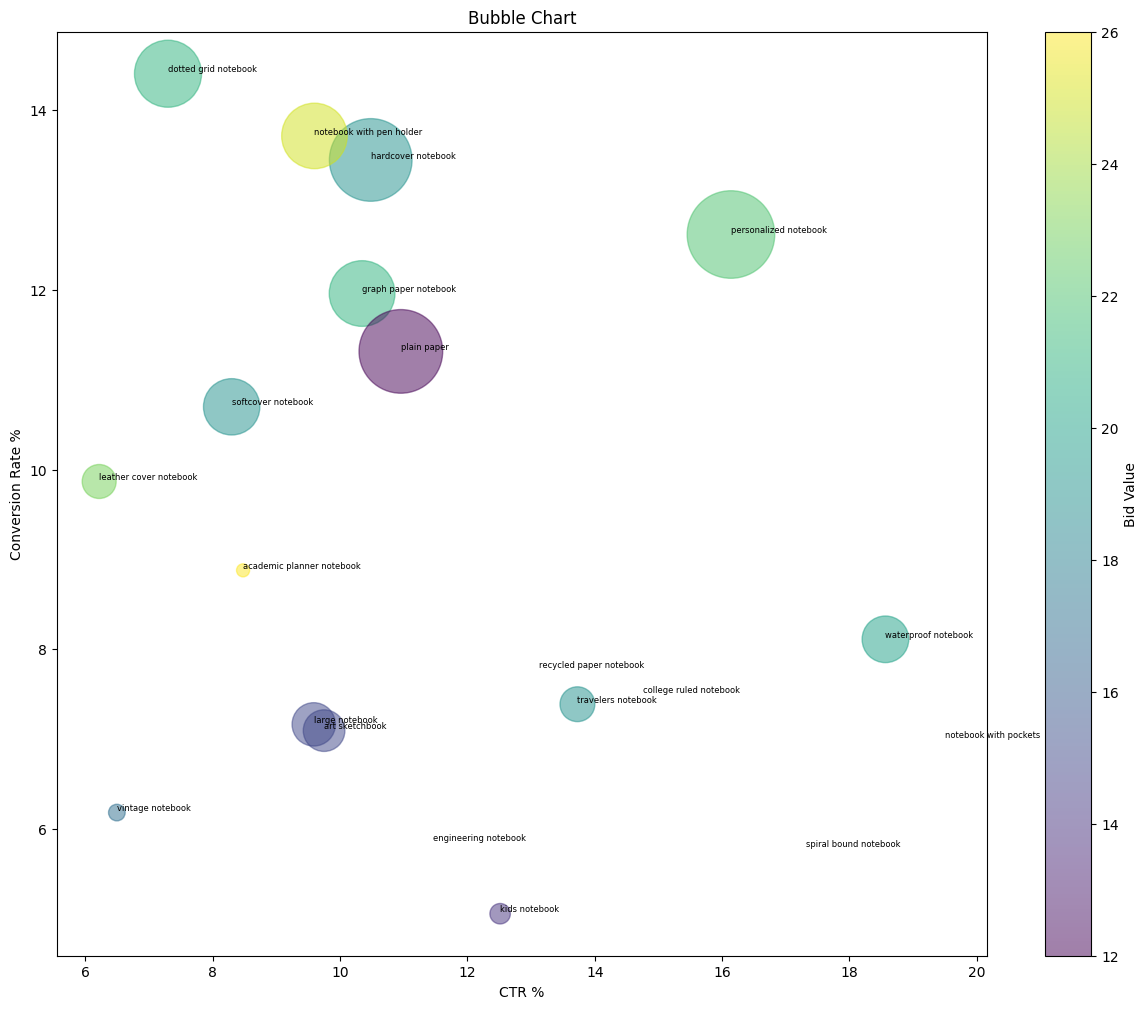 Bubble Chart
dotted grid notebook
notebook with pen holder
hardcover notebook
personalized notebook
graph paper notebook
plain paper
softcover notebook
leather cover notebook
academic planner notebook
waterproof notebook
recycled paper notebook
college ruled notebook
travelers notebook
large notebook
art sketchbook
notebook with pockets
vintage notebook
engineering notebook
spiral bound notebook
kids notebook
14
12
10
8
6
Conversion Rate %
6
8
10
12
14
16
18
20
CTR %
26
24
22
20
18
16
14
12
Bid Value